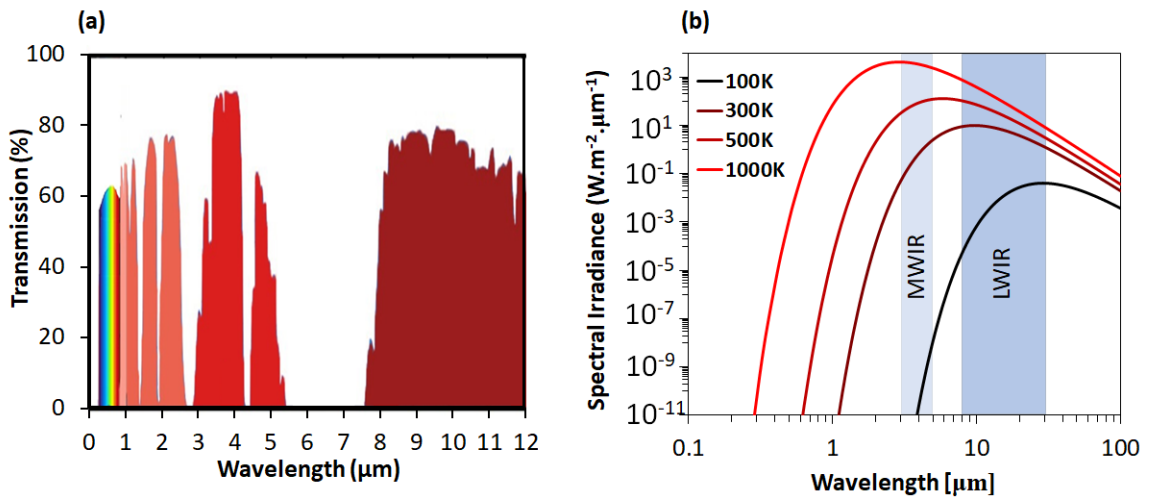 (a)
100
80
60
40
20
0
Transmission (%)
0 1 2 3 4 5 6 7 8 9 10 11 12
Wavelength (μm)
(b)
10³
10¹
10⁻¹
10⁻³
10⁻⁵
10⁻⁷
10⁻⁹
10⁻¹¹
Spectral Irradiance (W.m⁻².μm⁻¹)
100K
300K
500K
1000K
MWIR
LWIR
0.1 1 10 100
Wavelength [μm]